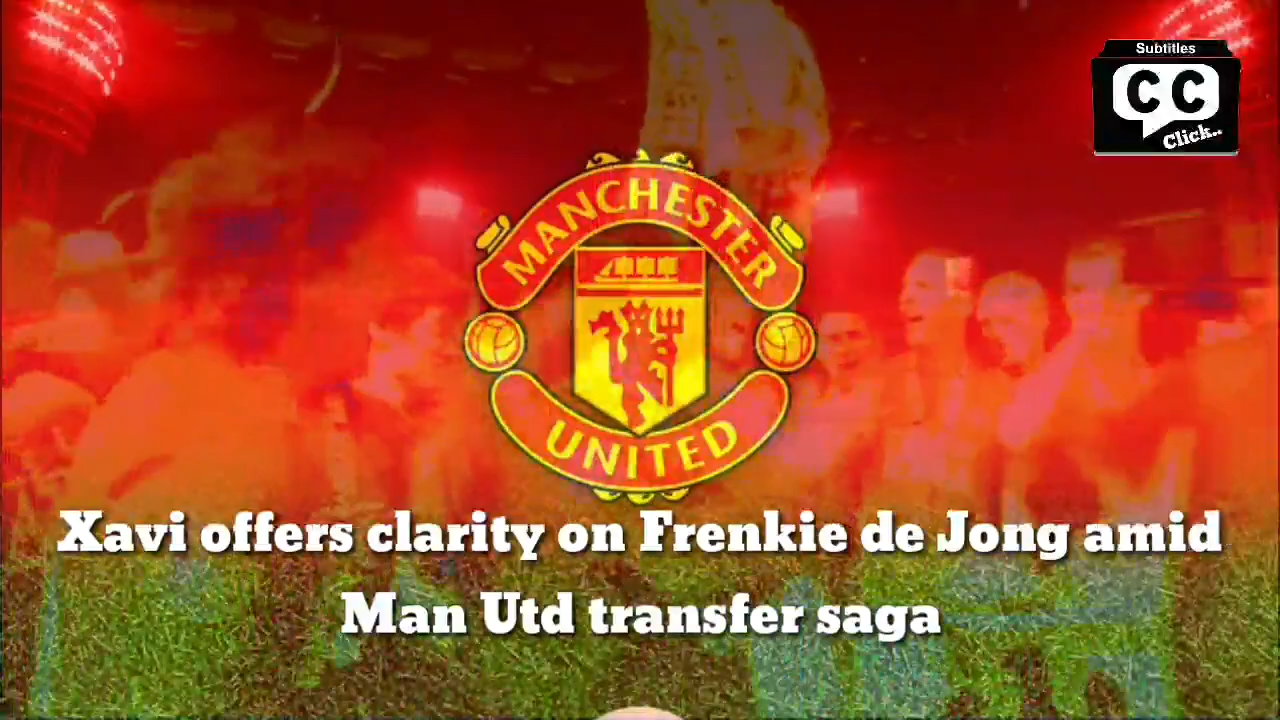 Subtitles
CC
Click..
MANCHESTER
UNITED
Xavi offers clarity on Frenkie de Jong amid
Man Utd transfer saga